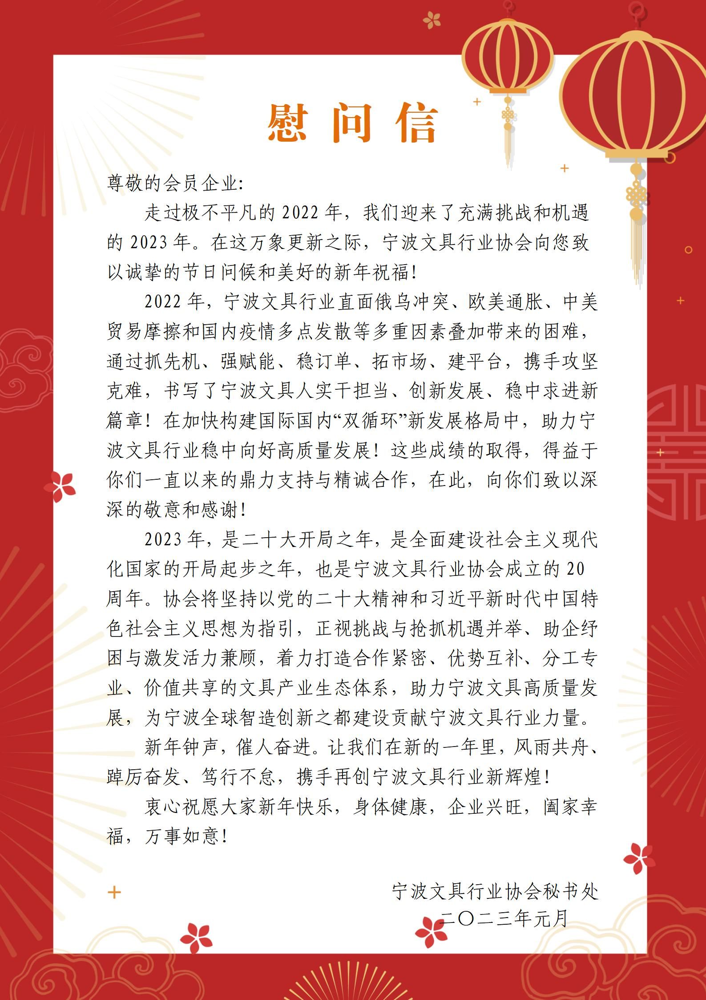 慰问信
尊敬的会员企业：
走过极不平凡的 2022 年，我们迎来了充满挑战和机遇
的 2023 年。在这万象更新之际，宁波文具行业协会向您致
以诚挚的节日问候和美好的新年祝福！
2022 年，宁波文具行业直面俄乌冲突、欧美通胀、中美
贸易摩擦和国内疫情多点发散等多重因素叠加带来的困难，
通过抓先机、强赋能、稳订单、拓市场、建平台，携手攻坚
克难，书写了宁波文具人实干担当、创新发展、稳中求进新
篇章！在加快构建国际国内“双循环”新发展格局中，助力宁
波文具行业稳中向好高质量发展！这些成绩的取得，得益于
你们一直以来的鼎力支持与精诚合作，在此，向你们致以深
深的敬意和感谢！
2023 年，是二十大开局之年，是全面建设社会主义现代
化国家的开局起步之年，也是宁波文具行业协会成立的 20
周年。协会将坚持以党的二十大精神和习近平新时代中国特
色社会主义思想为指引，正视挑战与抢抓机遇并举、助企纾
困与激发活力兼顾，着力打造合作紧密、优势互补、分工专
业、价值共享的文具产业生态体系，助力宁波文具高质量发
展，为宁波全球智造创新之都建设贡献宁波文具行业力量。
新年钟声，催人奋进。让我们在新的一年里，风雨共舟、
踔厉奋发、笃行不怠，携手再创宁波文具行业新辉煌！
衷心祝愿大家新年快乐，身体健康，企业兴旺，阖家幸
福，万事如意！
宁波文具行业协会秘书处
二〇二三年元月